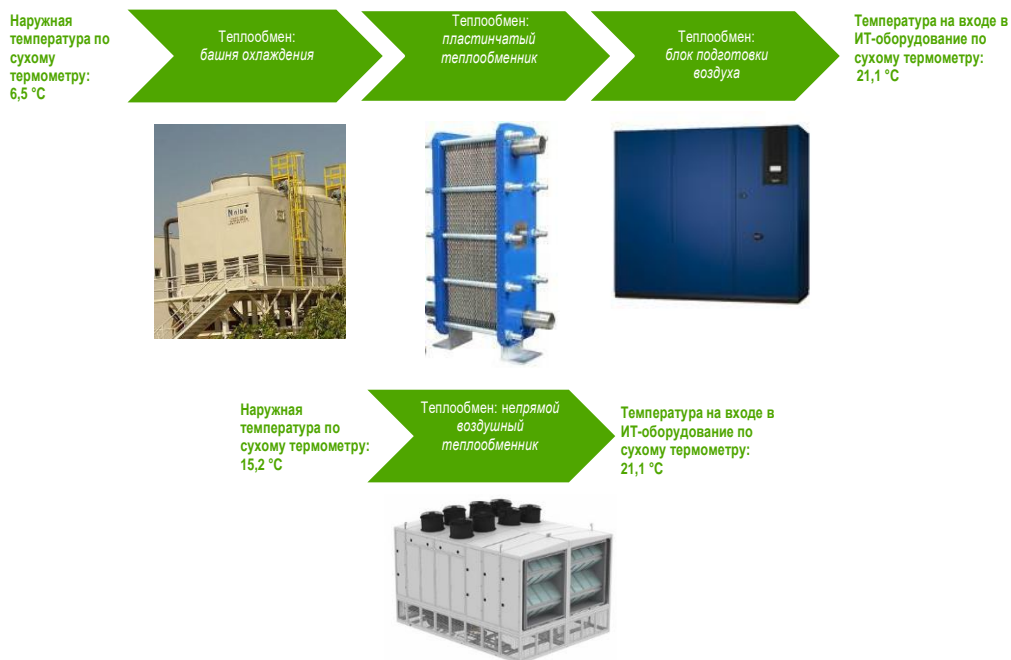 Наружная
температура по
сухому
термометру:
6,5 °C
Теплообмен:
башня охлаждения
Теплообмен:
пластинчатый
теплообменник
Теплообмен:
блок подготовки
воздуха
Температура на входе в
ИТ-оборудование по
сухому термометру:
21,1 °C
Наружная
температура по
сухому термометру:
15,2 °C
Теплообмен: непрямой
воздушный
теплообменник
Температура на входе в
ИТ-оборудование по
сухому термометру:
21,1 °C